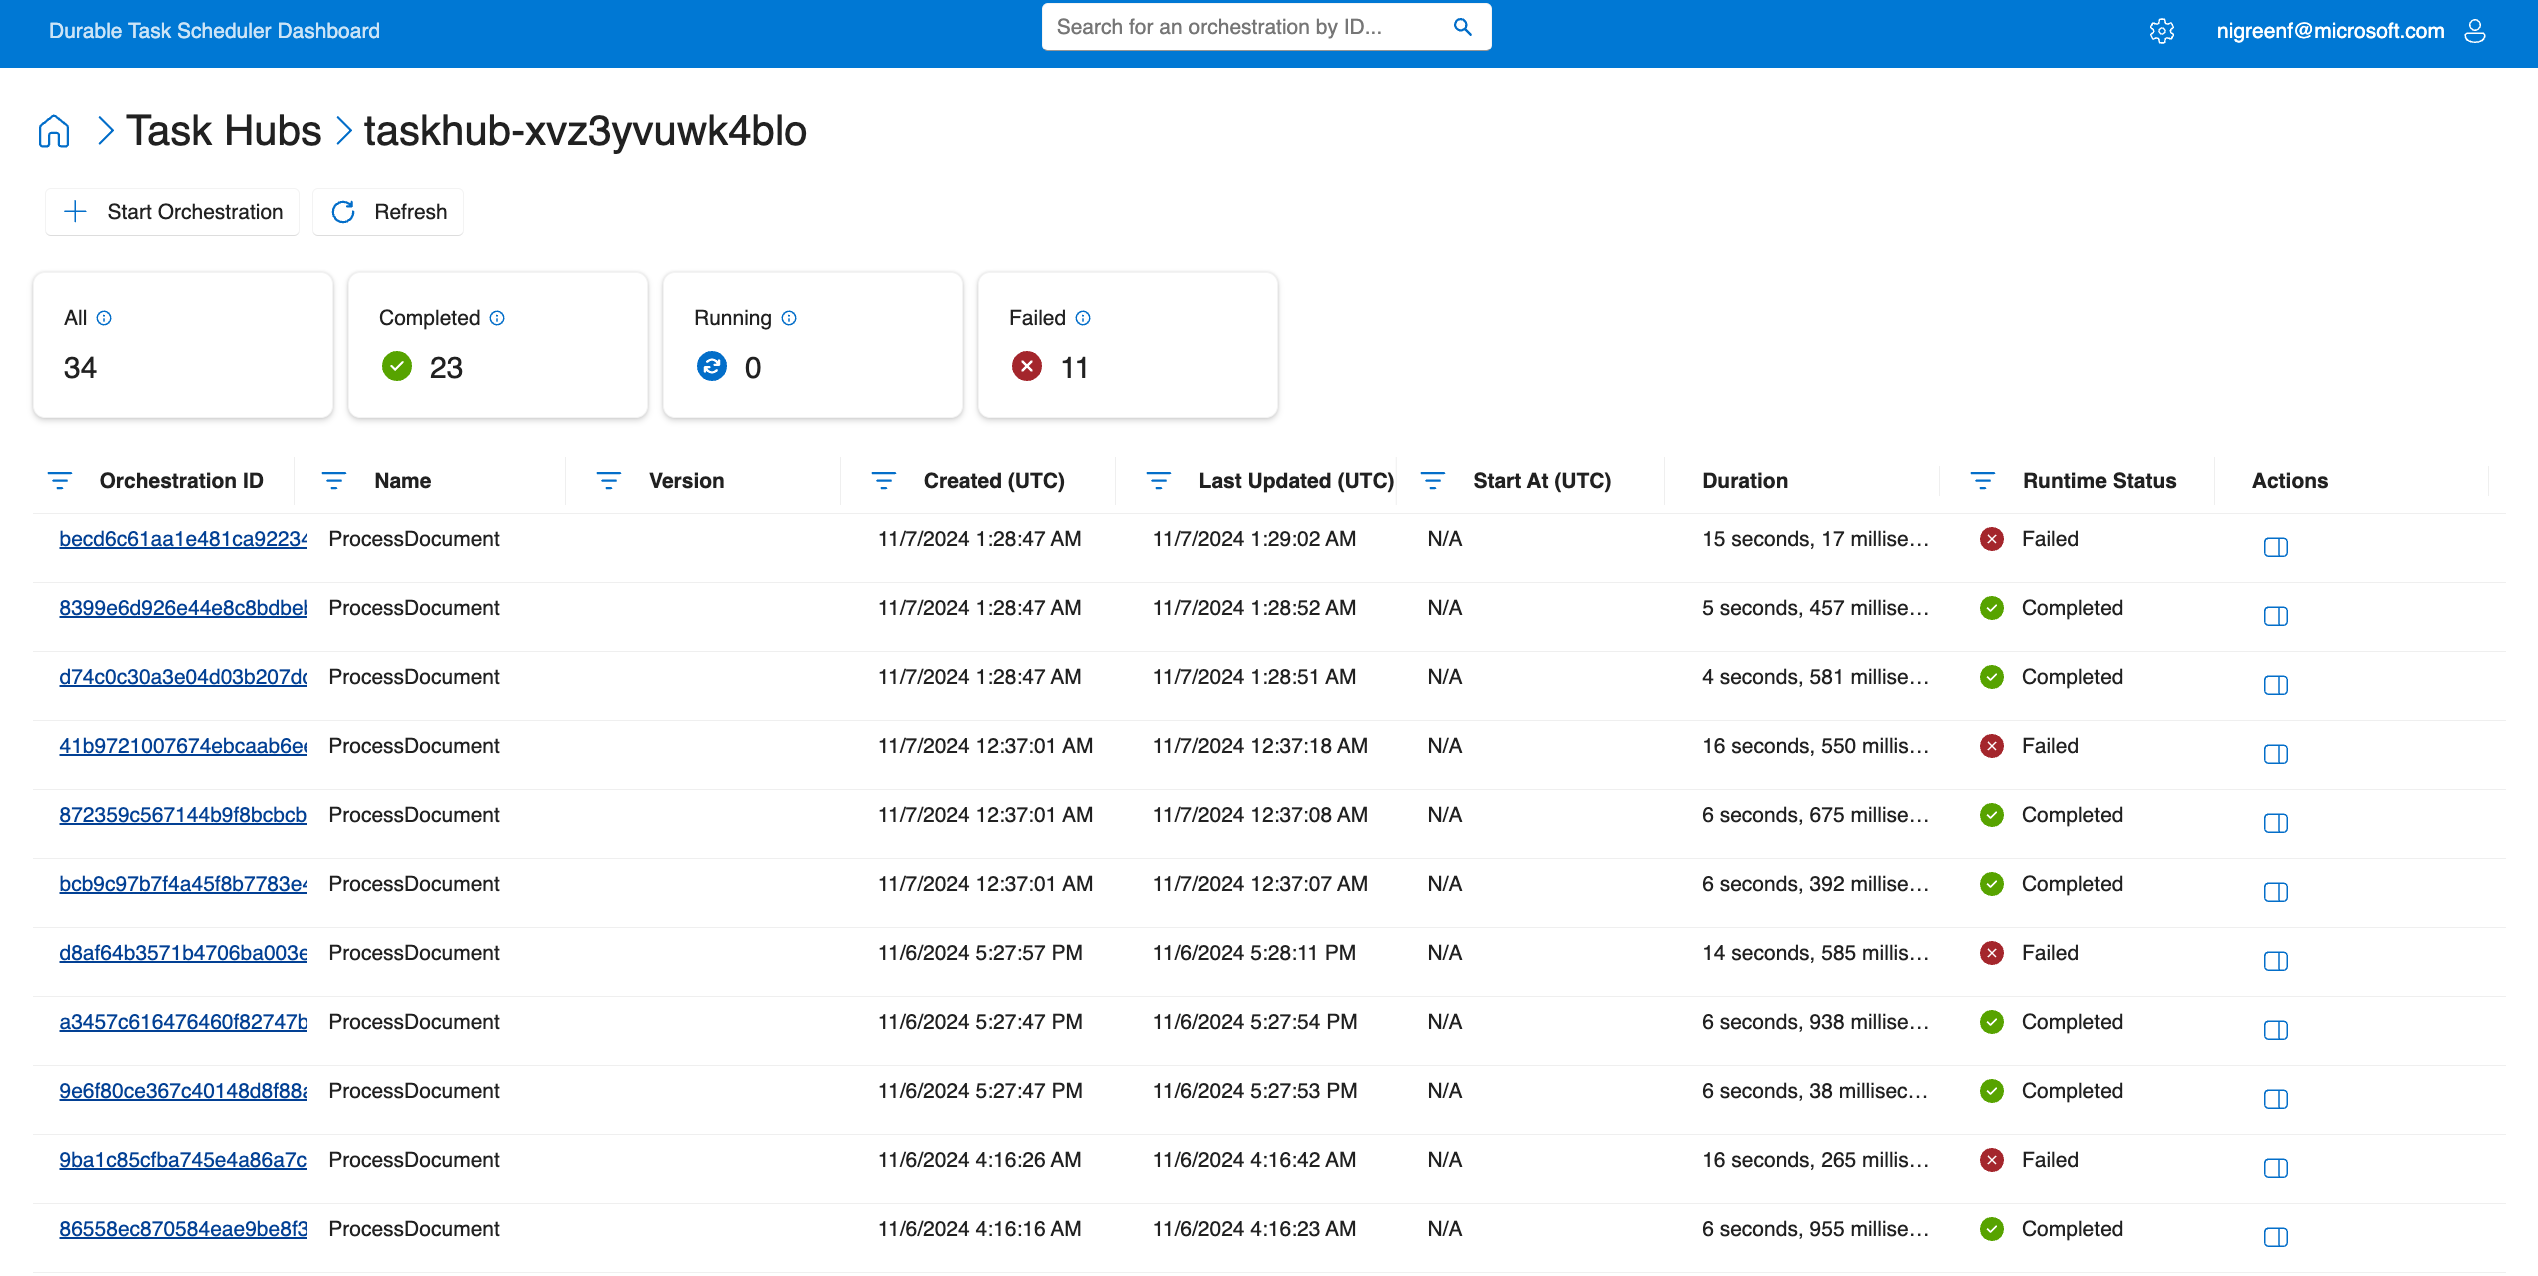 Durable Task Scheduler Dashboard Search for an orchestration by ID... nigreenf@microsoft.com
Task Hubs taskhub-xvz3yvuwk4blo
Start Orchestration Refresh
All Completed Running Failed
34 23 0 11
Orchestration ID Name Version Created (UTC) Last Updated (UTC) Start At (UTC) Duration Runtime Status Actions
becd6c61aa1e481ca92234 ProcessDocument 11/7/2024 1:28:47 AM 11/7/2024 1:29:02 AM N/A 15 seconds, 17 millise... Failed
8399e6d926e44e8c8bdbeb ProcessDocument 11/7/2024 1:28:47 AM 11/7/2024 1:28:52 AM N/A 5 seconds, 457 millise... Completed
d74c0c30a3e04d03b207dc ProcessDocument 11/7/2024 1:28:47 AM 11/7/2024 1:28:51 AM N/A 4 seconds, 581 millise... Completed
41b9721007674ebcaab6ee ProcessDocument 11/7/2024 12:37:01 AM 11/7/2024 12:37:18 AM N/A 16 seconds, 550 millis... Failed
872359c567144b9f8bcbcb ProcessDocument 11/7/2024 12:37:01 AM 11/7/2024 12:37:08 AM N/A 6 seconds, 675 millise... Completed
bcb9c97b7f4a45f8b7783e4 ProcessDocument 11/7/2024 12:37:01 AM 11/7/2024 12:37:07 AM N/A 6 seconds, 392 millise... Completed
d8af64b3571b4706ba003e ProcessDocument 11/6/2024 5:27:57 PM 11/6/2024 5:28:11 PM N/A 14 seconds, 585 millis... Failed
a3457c616476460f82747b ProcessDocument 11/6/2024 5:27:47 PM 11/6/2024 5:27:54 PM N/A 6 seconds, 938 millise... Completed
9e6f80ce367c40148d8f88a ProcessDocument 11/6/2024 5:27:47 PM 11/6/2024 5:27:53 PM N/A 6 seconds, 38 millisec... Completed
9ba1c85cfba745e4a86a7c ProcessDocument 11/6/2024 4:16:26 AM 11/6/2024 4:16:42 AM N/A 16 seconds, 265 millis... Failed
86558ec870584eae9be8f3 ProcessDocument 11/6/2024 4:16:16 AM 11/6/2024 4:16:23 AM N/A 6 seconds, 955 millise... Completed